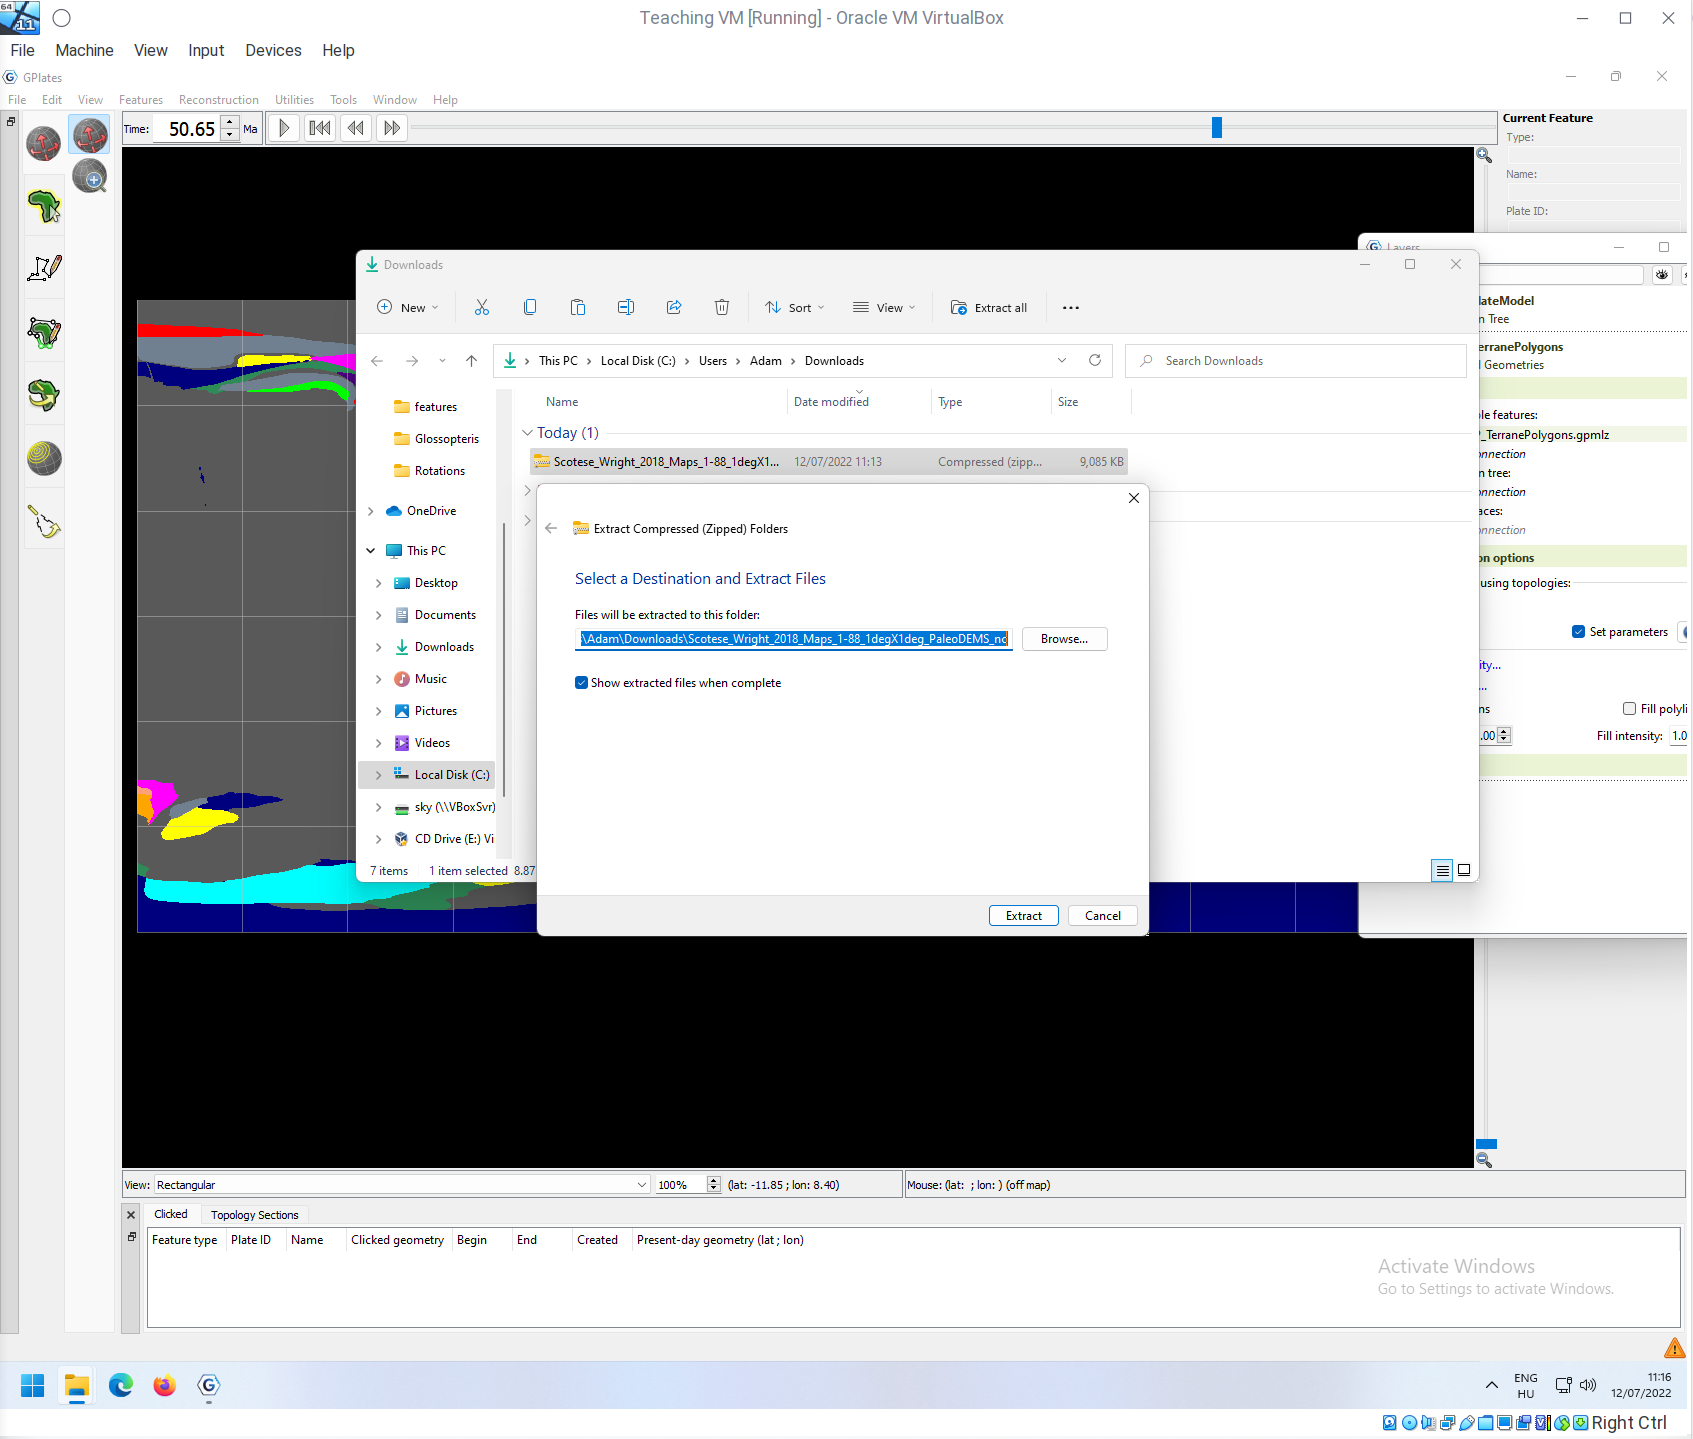 Teaching VM [Running] - Oracle VM VirtualBox
File Machine View Input Devices Help
GPlates
File Edit View Features Reconstruction Utilities Tools Window Help
Time: 50.65 Ma
Current Feature
Type:
Name:
Plate ID:
Layers
Downloads
New Sort View Extract all
This PC Local Disk (C:) Users Adam Downloads
Search Downloads
features
Glossopteris
Rotations
OneDrive
This PC
Desktop
Documents
Downloads
Music
Pictures
Videos
Local Disk (C:)
sky (\\VBoxSvr)
CD Drive (E:) Vi
7 items 1 item selected 8.87
Name Date modified Type Size
Today (1)
Scotese_Wright_2018_Maps_1-88_1degX1... 12/07/2022 11:13 Compressed (zipp... 9,085 KB
Extract Compressed (Zipped) Folders
Select a Destination and Extract Files
Files will be extracted to this folder:
\Adam\Downloads\Scotese_Wright_2018_Maps_1-88_1degX1deg_PaleoDEMS_nc
Browse...
Show extracted files when complete
Extract Cancel
lateModel
n Tree
erranePolygons
l Geometries
le features:
_TerranePolygons.gpmlz
onnection
n tree:
onnection
aces:
onnection
on options
using topologies:
Set parameters
ity...
...
ns
Fill polyli
.00
Fill intensity: 1.0
View: Rectangular 100% (lat: -11.85 ; lon: 8.40) Mouse: (lat: ; lon: ) (off map)
Clicked Topology Sections
Feature type Plate ID Name Clicked geometry Begin End Created Present-day geometry (lat ; lon)
Activate Windows
Go to Settings to activate Windows.
ENG
HU
11:16
12/07/2022
Right Ctrl
64
11